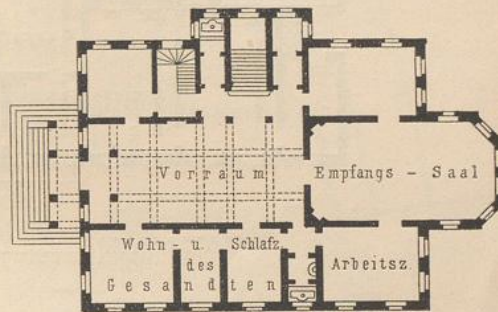 Vorraum
Empfangs - Saal
Wohn- u. Schlafz.
des
Arbeitsz.
Gesandten